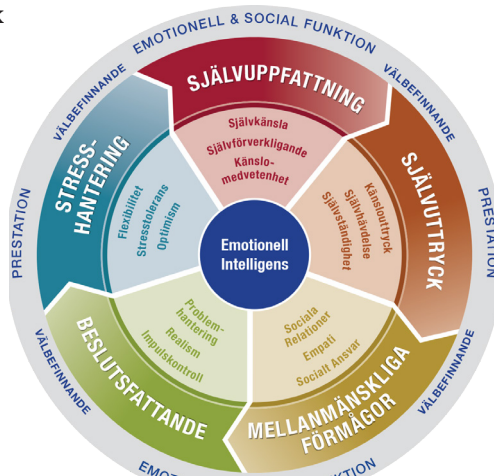 K
EMOTIONELL & SOCIAL FUNKTION
VÄLBEFINNANDE
VÄLBEFINNANDE
SJÄLVUPPFATTNING
Självkänsla
Självförverkligande
Känslo-
medvetenhet
STRESS-
HANTERING
Flexibilitet
Stresstolerans
Optimism
SJÄLVUTTRYCK
Känslouttryck
Självhävdelse
Självständighet
PRESTATION
PRESTATION
Emotionell
Intelligens
Problem-
hantering
Realism
Impulskontroll
BESLUTSFATTANDE
Sociala
Relationer
Empati
Socialt Ansvar
MELLANMÄNSKLIGA
FÖRMÅGOR
VÄLBEFINNANDE
VÄLBEFINNANDE